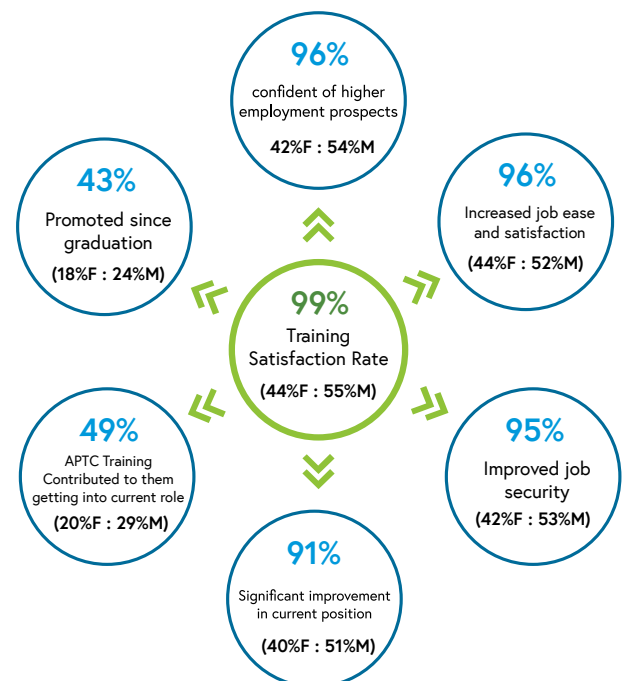 96%
confident of higher
employment prospects
42%F : 54%M
43%
Promoted since
graduation
(18%F : 24%M)
96%
Increased job ease
and satisfaction
(44%F : 52%M)
99%
Training
Satisfaction Rate
(44%F : 55%M)
49%
APTC Training
Contributed to them
getting into current role
(20%F : 29%M)
95%
Improved job
security
(42%F : 53%M)
91%
Significant improvement
in current position
(40%F : 51%M)